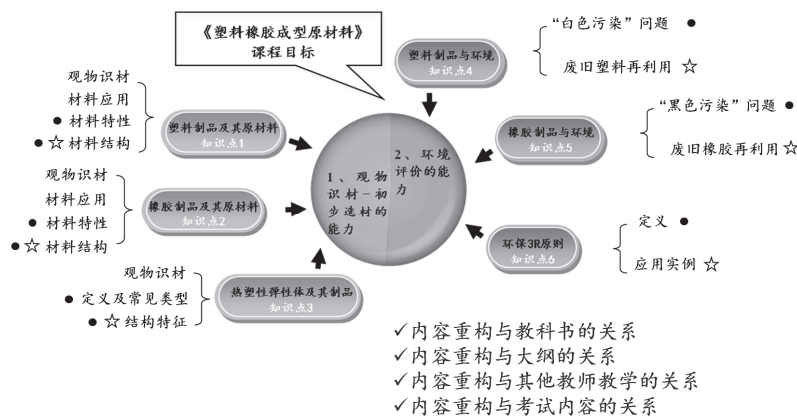 《塑料橡胶成型原材料》
课程目标
观物识材
材料应用
● 材料特性
● ☆ 材料结构
塑料制品及其原材料
知识点1
观物识材
材料应用
● 材料特性
● ☆ 材料结构
橡胶制品及其原材料
知识点2
观物识材
● 定义及常见类型
● ☆ 结构特征
热塑性弹性体及其制品
知识点3
1、观物
识材-初
步选材的
能力
2、环境
评价的能
力
塑料制品与环境
知识点4
“白色污染”问题 ●
废旧塑料再利用 ☆
橡胶制品与环境
知识点5
“黑色污染”问题 ●
废旧橡胶再利用 ☆
环保3R原则
知识点6
定义 ●
应用实例 ☆
✓内容重构与教科书的关系
✓内容重构与大纲的关系
✓内容重构与其他教师教学的关系
✓内容重构与考试内容的关系